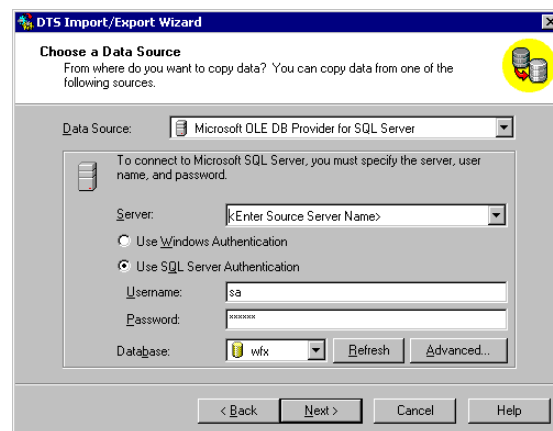 DTS Import/Export Wizard
Choose a Data Source
From where do you want to copy data? You can copy data from one of the
following sources.
Data Source: Microsoft OLE DB Provider for SQL Server
To connect to Microsoft SQL Server, you must specify the server, user
name, and password.
Server: <Enter Source Server Name>
Use Windows Authentication
Use SQL Server Authentication
Username: sa
Password: ******
Database: wfx Refresh Advanced...
< Back Next > Cancel Help